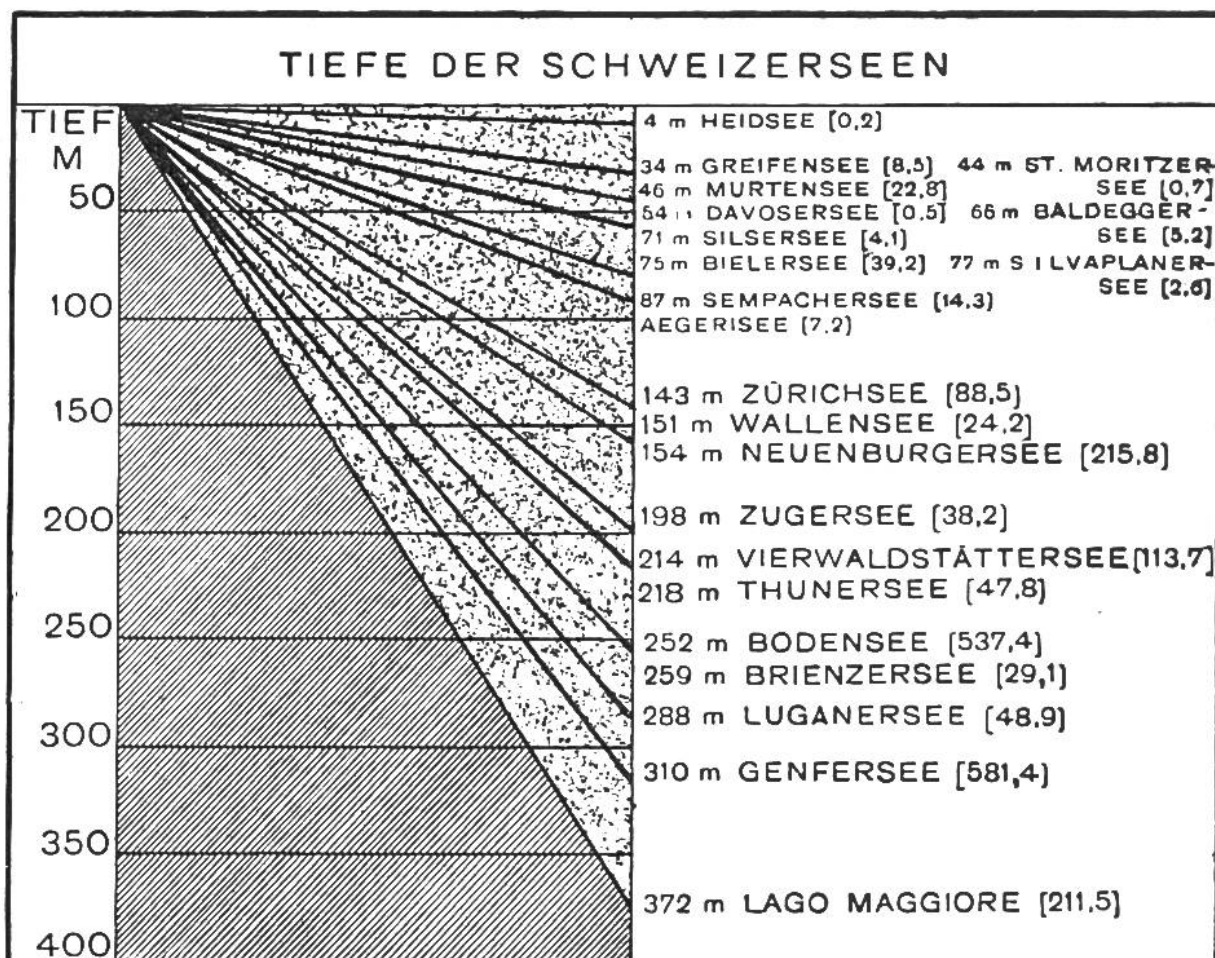 TIEFE DER SCHWEIZERSEEN
TIEF
M
50
100
150
200
250
300
350
400
4 m HEIDSEE [0,2]
34 m GREIFENSEE [8,5] 44 m ST. MORITZER-
SEE [0,7]
46 m MURTENSEE [22,8]
54 m DAVOSERSEE [0,5] 66 m BALDEGGER-
SEE [5,2]
71 m SILSERSEE [4,1]
75 m BIELERSEE [39,2] 77 m SILVAPLANER-
SEE [2,6]
87 m SEMPACHERSEE [14,3)
AEGERISEE [7,2)
143 m ZÜRICHSEE [88,5]
151 m WALLENSEE [24,2]
154 m NEUENBURGERSEE [215,8]
198 m ZUGERSEE [38,2]
214 m VIERWALDSTÄTTERSEE [113,7]
218 m THUNERSEE [47,8]
252 m BODENSEE [537,4]
259 m BRIENZERSEE [29,1]
288 m LUGANERSEE [48,9]
310 m GENFERSEE [581,4]
372 m LAGO MAGGIORE [211,5]